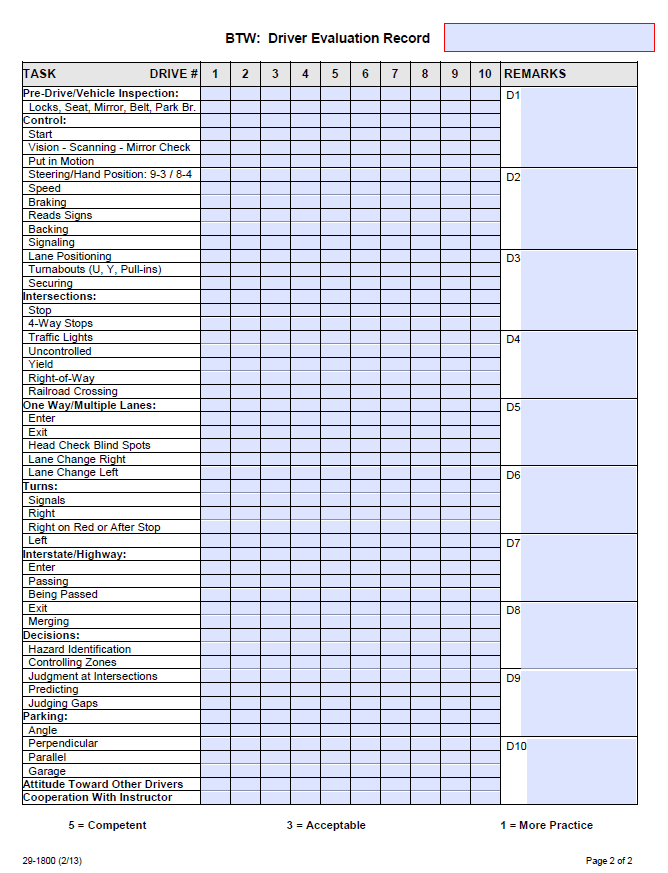 BTW: Driver Evaluation Record
TASK DRIVE # 1 2 3 4 5 6 7 8 9 10 REMARKS
Pre-Drive/Vehicle Inspection:
D1
Locks, Seat, Mirror, Belt, Park Br.
Control:
Start
Vision - Scanning - Mirror Check
Put in Motion
Steering/Hand Position: 9-3 / 8-4
D2
Speed
Braking
Reads Signs
Backing
Signaling
Lane Positioning
D3
Turnabouts (U, Y, Pull-ins)
Securing
Intersections:
Stop
4-Way Stops
Traffic Lights
D4
Uncontrolled
Yield
Right-of-Way
Railroad Crossing
One Way/Multiple Lanes:
D5
Enter
Exit
Head Check Blind Spots
Lane Change Right
Lane Change Left
D6
Turns:
Signals
Right
Right on Red or After Stop
Left
D7
Interstate/Highway:
Enter
Passing
Being Passed
Exit
D8
Merging
Decisions:
Hazard Identification
Controlling Zones
Judgment at Intersections
D9
Predicting
Judging Gaps
Parking:
Angle
Perpendicular
D10
Parallel
Garage
Attitude Toward Other Drivers
Cooperation With Instructor
5 = Competent 3 = Acceptable 1 = More Practice
29-1800 (2/13) Page 2 of 2